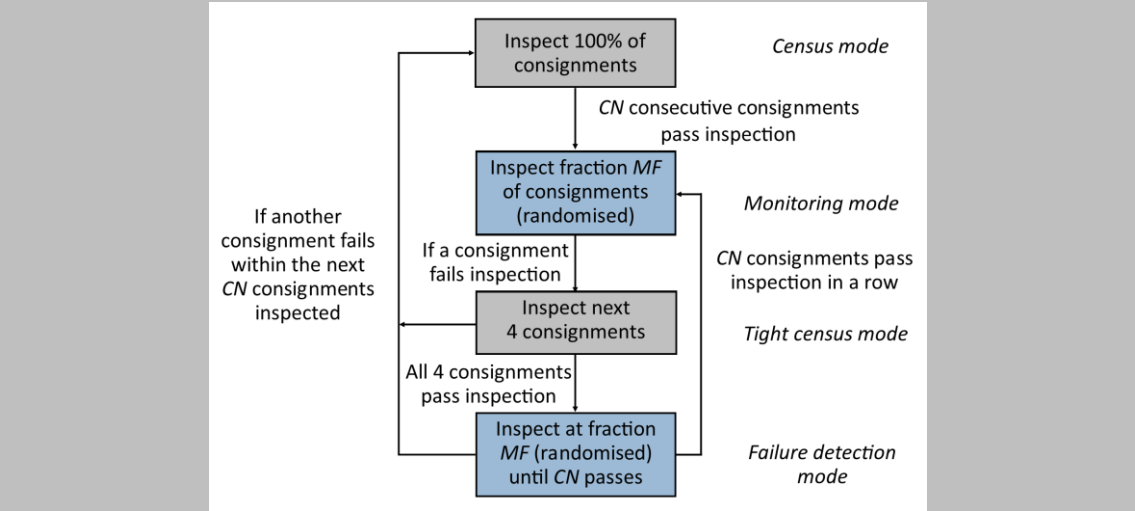 Inspect 100% of
consignments
Census mode
CN consecutive consignments
pass inspection
Inspect fraction MF
of consignments
(randomised)
Monitoring mode
If another
consignment fails
within the next
CN consignments
inspected
If a consignment
fails inspection
CN consignments pass
inspection in a row
Inspect next
4 consignments
Tight census mode
All 4 consignments
pass inspection
Inspect at fraction
MF (randomised)
until CN passes
Failure detection
mode